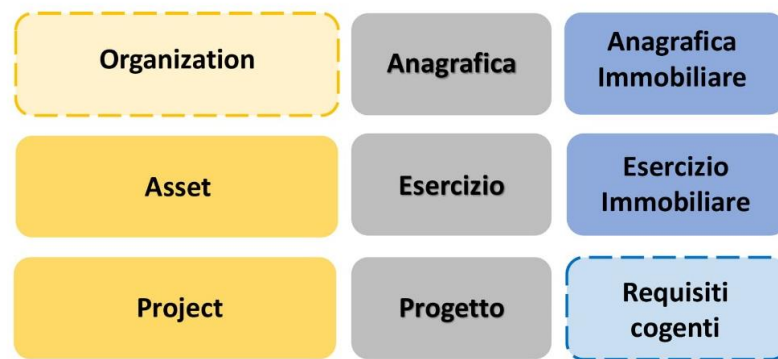 Organization
Anagrafica
Anagrafica
Immobiliare
Asset
Esercizio
Esercizio
Immobiliare
Project
Progetto
Requisiti
cogenti